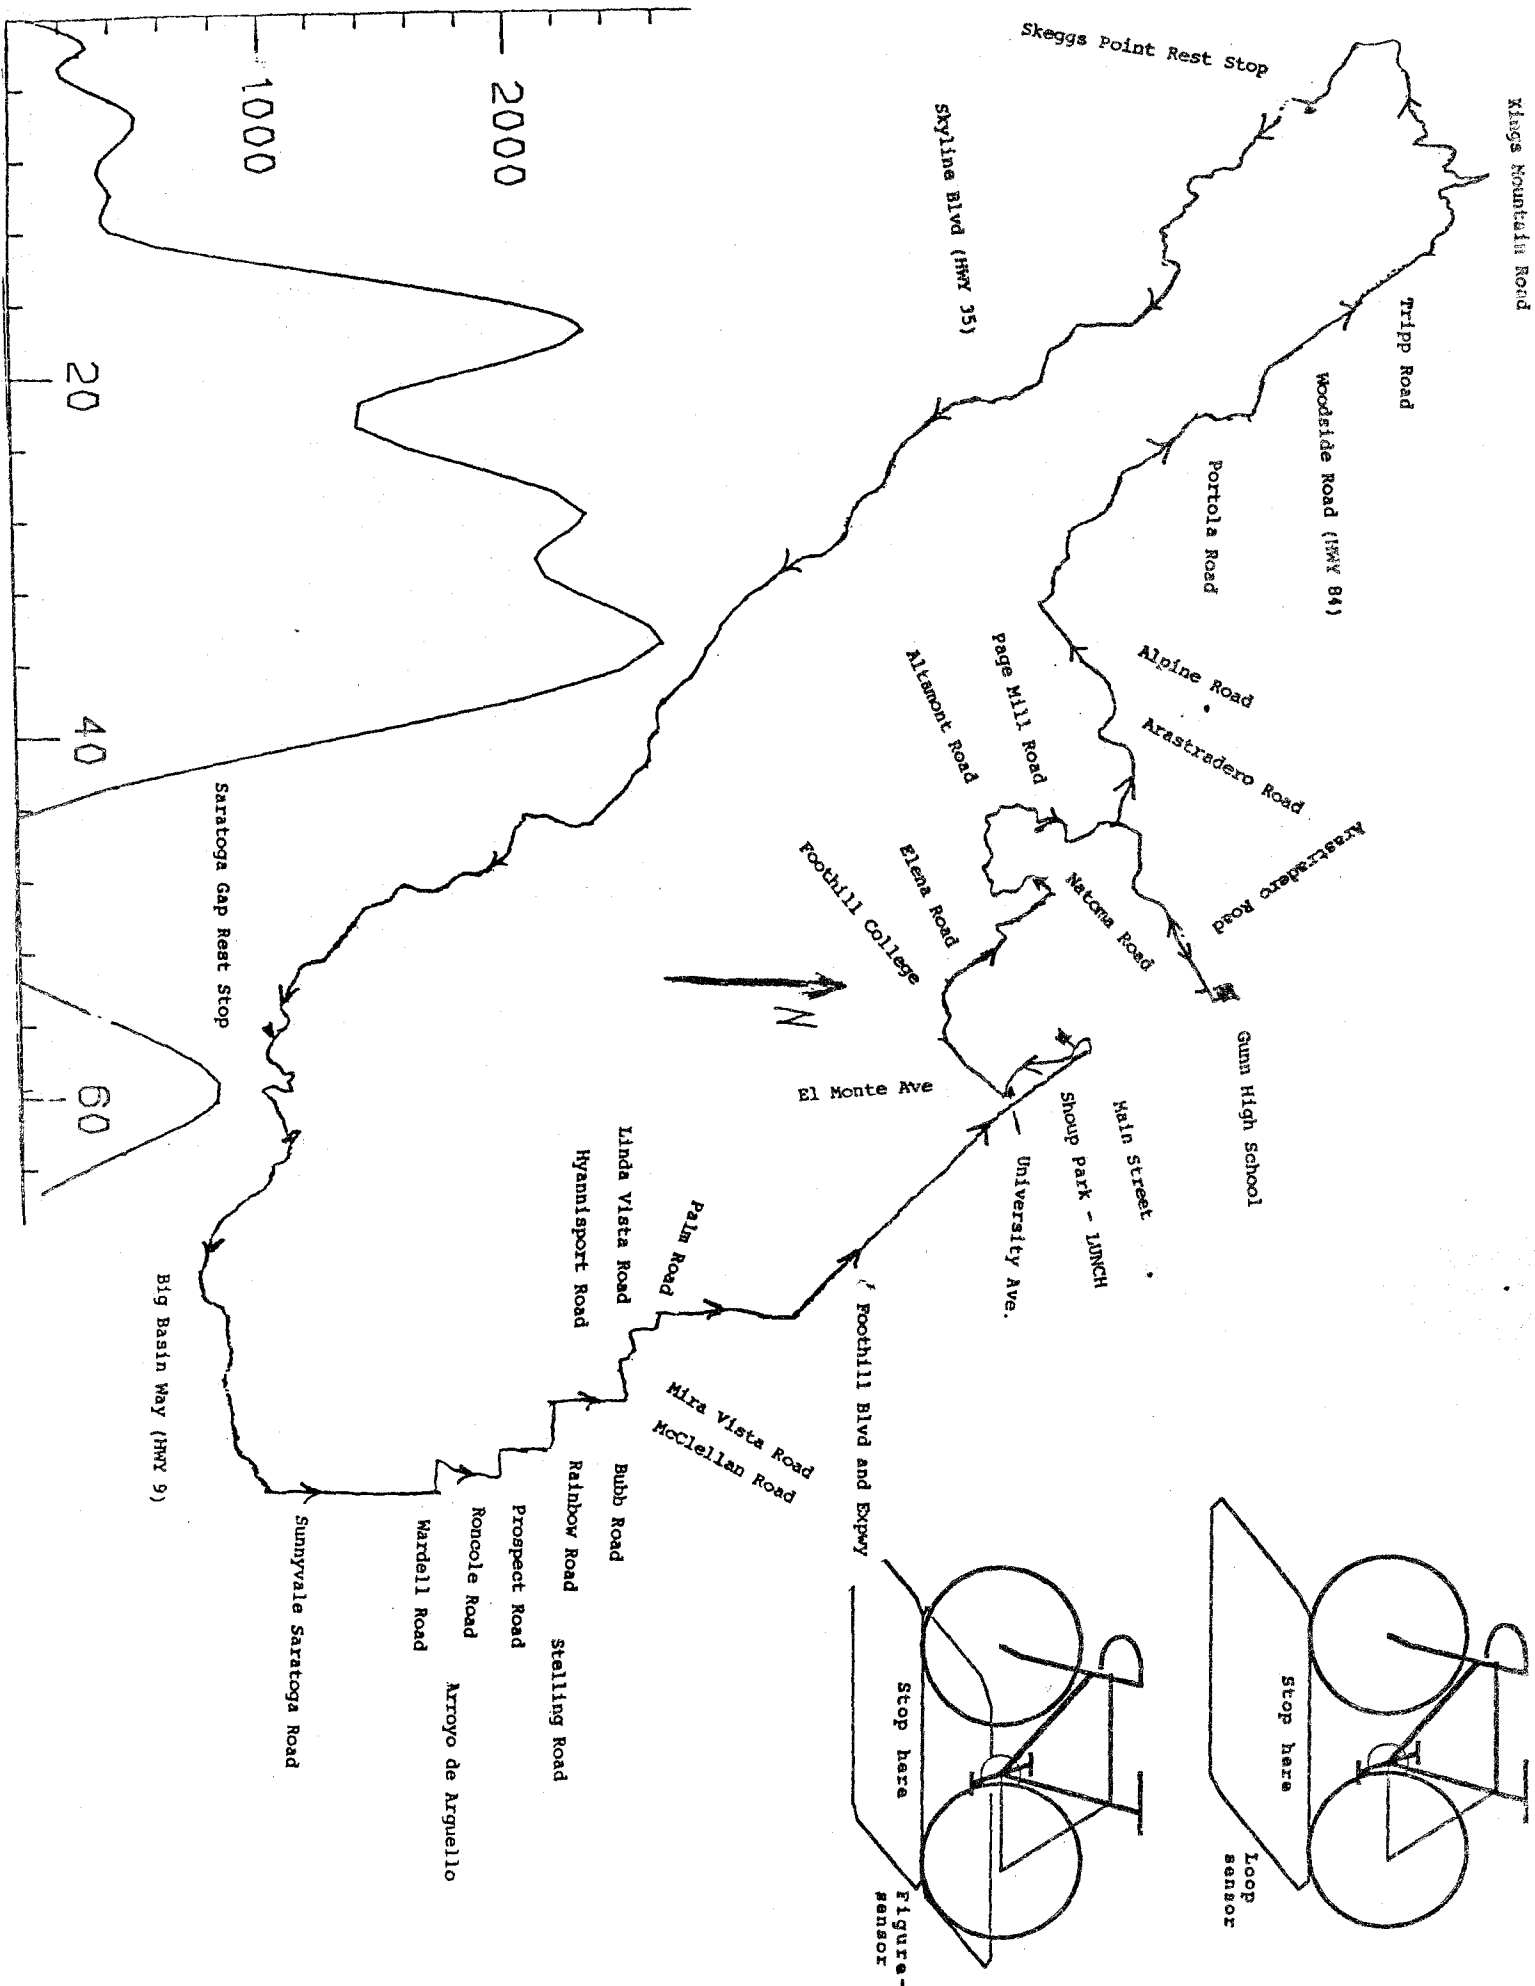 Kings Mountain Road
Skeggs Point Rest Stop
Tripp Road
Woodside Road (HWY 84)
Skyline Blvd (HWY 35)
Portola Road
Alpine Road
Arastradero Road
Arastradero Road
Page Mill Road
Altamont Road
Natoma Road
Elena Road
Foothill College
Gunn High School
Main Street
Shoup Park - LUNCH
University Ave.
El Monte Ave
N
Foothill Blvd and Expwy
Palm Road
Linda Vista Road
Hyannisport Road
Mira Vista Road
McClellan Road
Bubb Road
Rainbow Road
Stelling Road
Prospect Road
Roncole Road
Arroyo de Arguello
Wardell Road
Sunnyvale Saratoga Road
Big Basin Way (HWY 9)
Saratoga Gap Rest Stop
2000
1000
20
40
60
Stop here
Loop
sensor
Stop here
Figure-
sensor